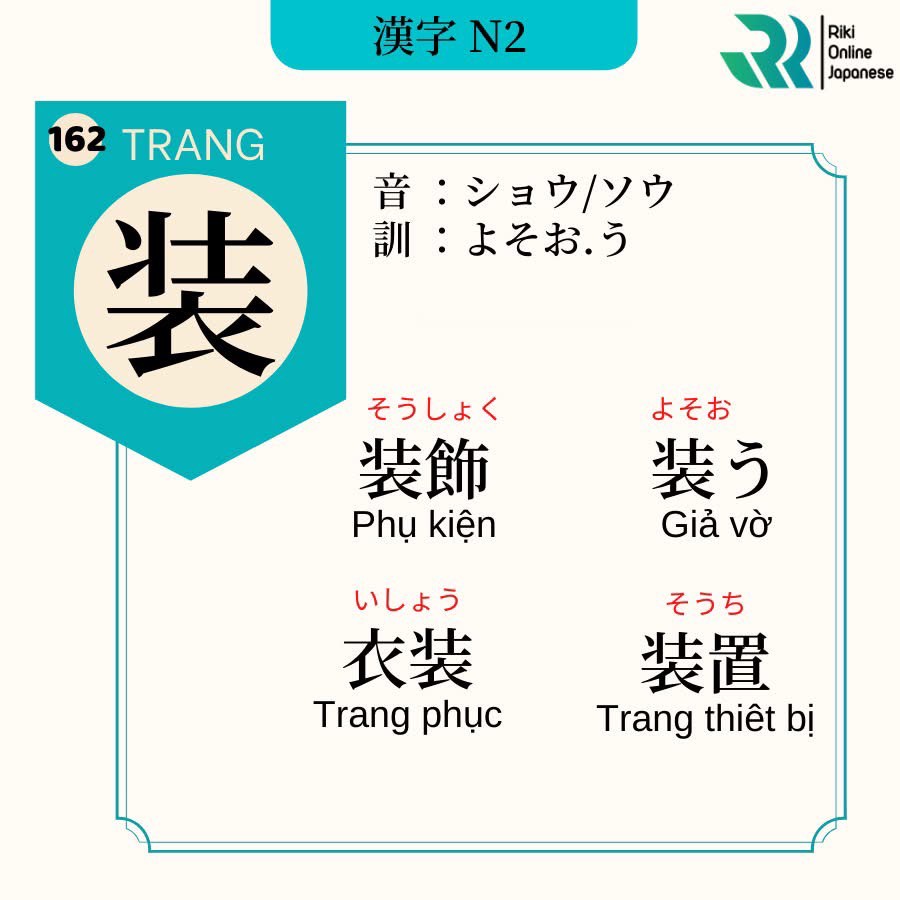 漢字 N2
Riki
Online
Japanese
162 TRANG
装
音 ：ショウ/ソウ
訓 ：よそお.う
そうしょく
装飾
Phụ kiện
よそお
装う
Giả vờ
いしょう
衣装
Trang phục
そうち
装置
Trang thiêt bị